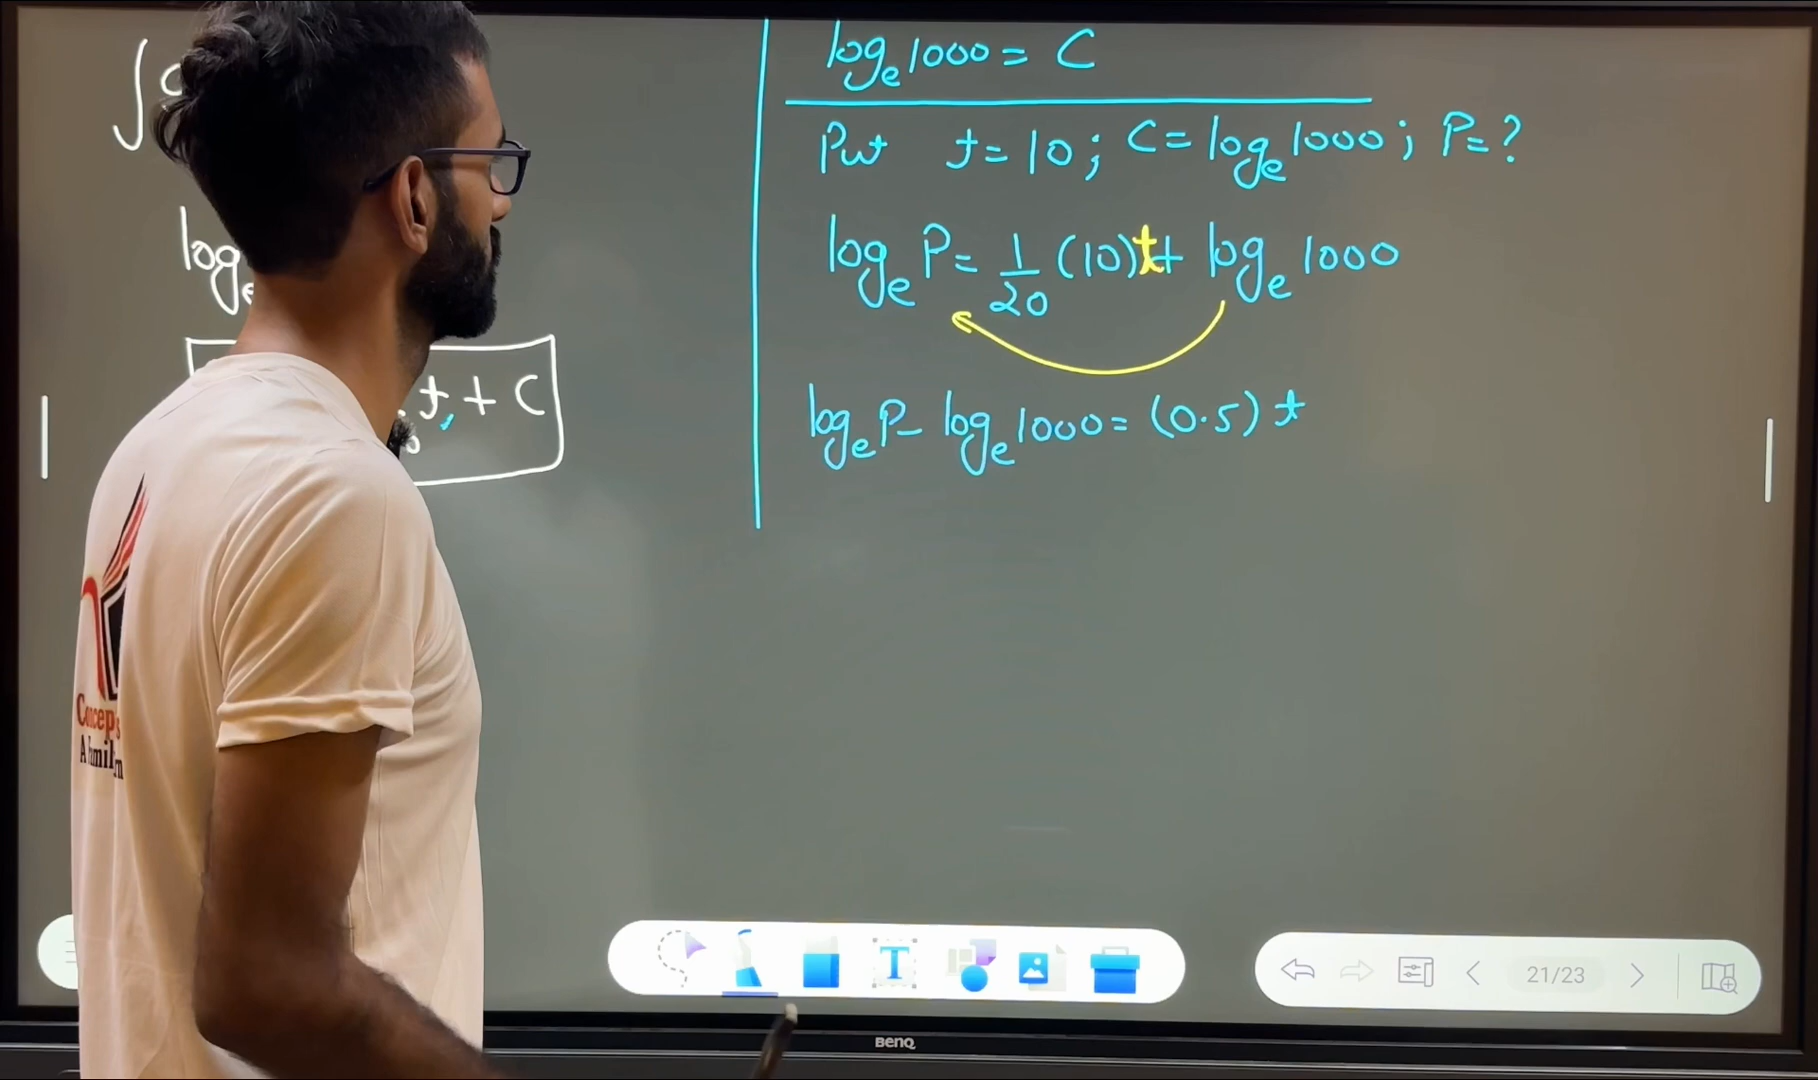 ∫
log_e
t + C
log_e 1000 = C
Put t = 10 ; C = log_e 1000 ; P = ?
log_e P = 1/20 (10)t + log_e 1000
log_e P - log_e 1000 = (0.5) t
T
21/23
BenQ